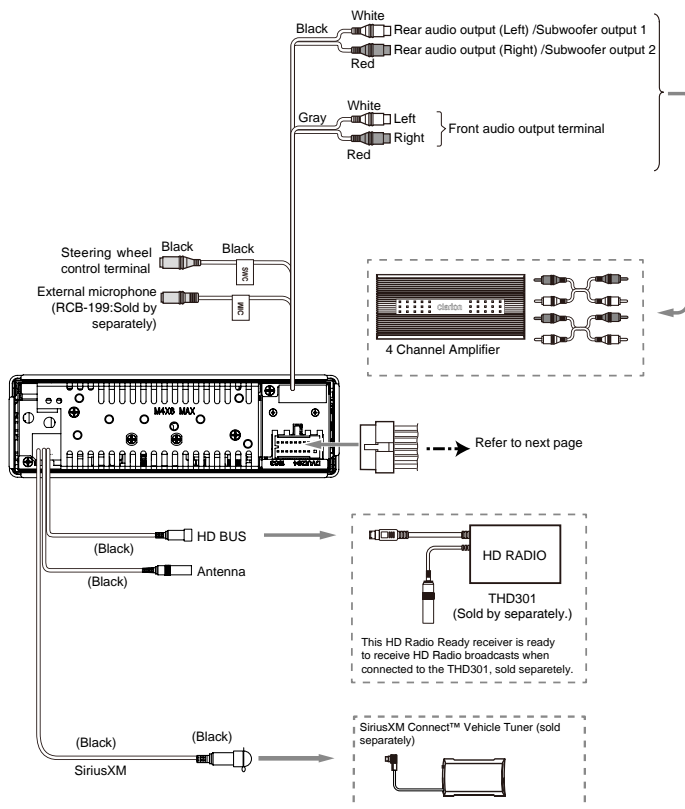 White
Black
Rear audio output (Left) /Subwoofer output 1
Rear audio output (Right) /Subwoofer output 2
Red
White
Gray
Left
Right
Front audio output terminal
Red
Steering wheel
control terminal
Black
Black
SWC
External microphone
(RCB-199:Sold by
separately)
MIC
clarion
4 Channel Amplifier
M4X6 MAX
Refer to next page
HD BUS
(Black)
Antenna
(Black)
HD RADIO
THD301
(Sold by separately.)
This HD Radio Ready receiver is ready
to receive HD Radio broadcasts when
connected to the THD301, sold separetely.
(Black)
(Black)
SiriusXM
SiriusXM Connect™ Vehicle Tuner (sold
separately)